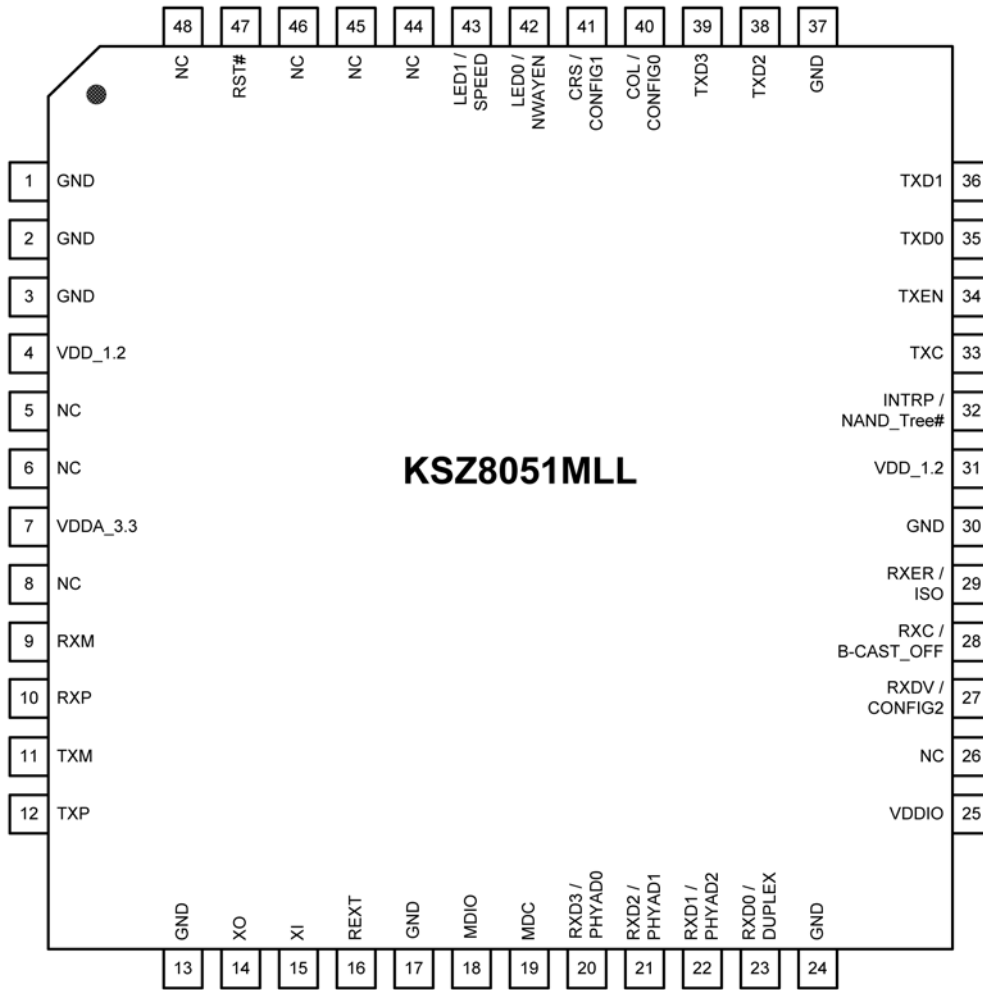 48 47 46 45 44 43 42 41 40 39 38 37
NC
RST#
NC
NC
NC
LED1 /
SPEED
LED0 /
NWAYEN
CRS /
CONFIG1
COL /
CONFIG0
TXD3
TXD2
GND
1 GND
2 GND
3 GND
4 VDD_1.2
5 NC
6 NC
7 VDDA_3.3
8 NC
9 RXM
10 RXP
11 TXM
12 TXP
KSZ8051MLL
TXD1 36
TXD0 35
TXEN 34
TXC 33
INTRP /
NAND_Tree# 32
VDD_1.2 31
GND 30
RXER /
ISO 29
RXC /
B-CAST_OFF 28
RXDV /
CONFIG2 27
NC 26
VDDIO 25
GND
XO
XI
REXT
GND
MDIO
MDC
RXD3 /
PHYAD0
RXD2 /
PHYAD1
RXD1 /
PHYAD2
RXD0 /
DUPLEX
GND
13 14 15 16 17 18 19 20 21 22 23 24